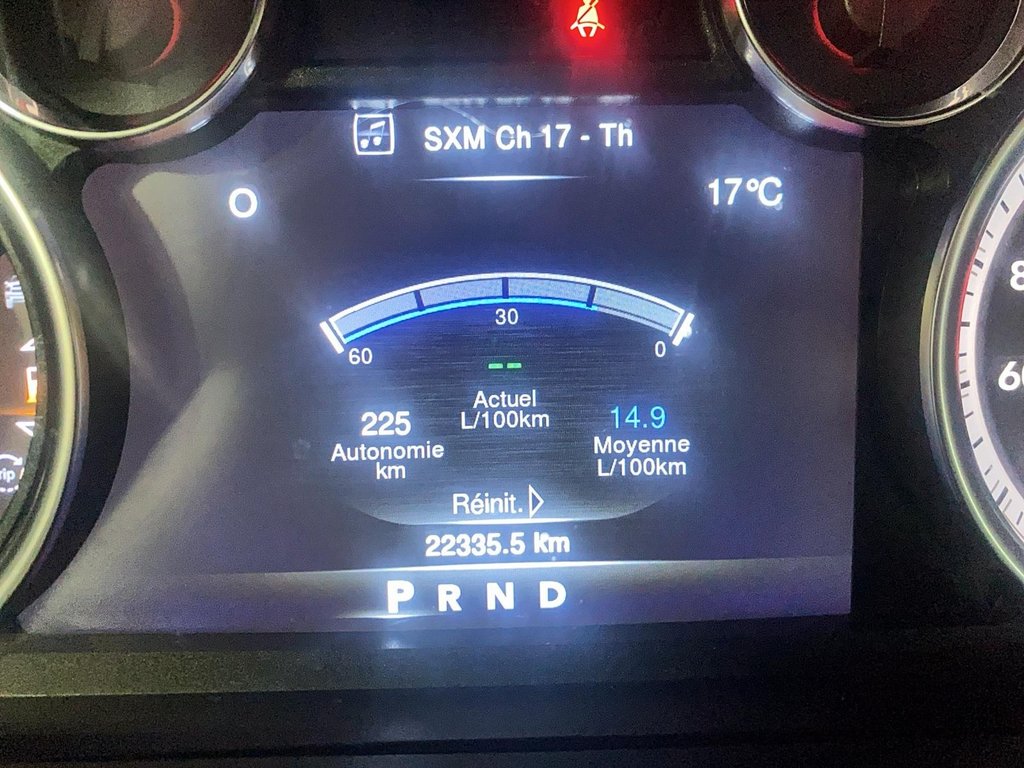 SXM Ch 17 - Th
O
17°C
30
60
0
--
225
Autonomie
km
Actuel
L/100km
14.9
Moyenne
L/100km
Réinit.
22335.5 Km
P R N D
60